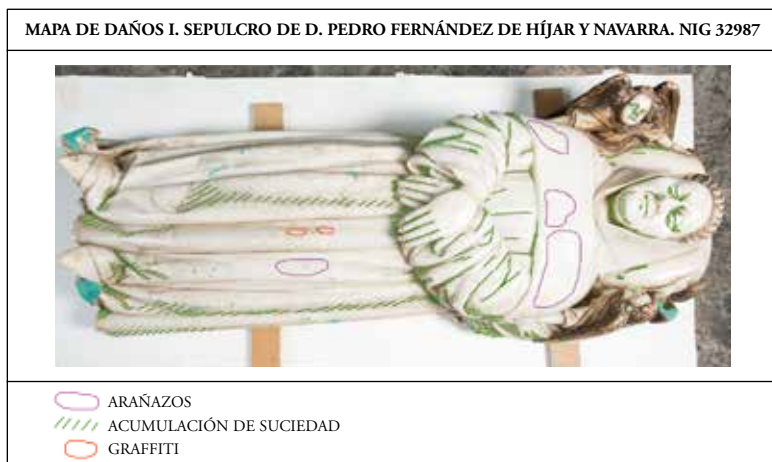 MAPA DE DAÑOS I. SEPULCRO DE D. PEDRO FERNÁNDEZ DE HÍJAR Y NAVARRA. NIG 32987
ARAÑAZOS
ACUMULACIÓN DE SUCIEDAD
GRAFFITI